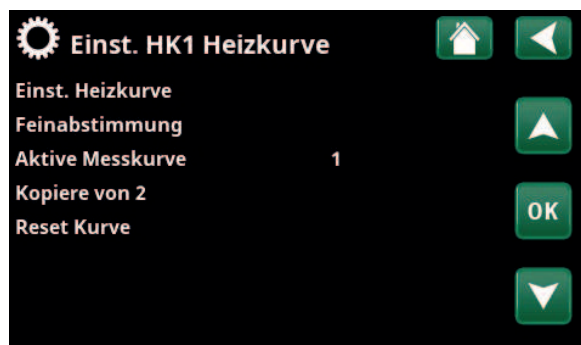 Einst. HK1 Heizkurve
Einst. Heizkurve
Feinabstimmung
Aktive Messkurve 1
Kopiere von 2
OK
Reset Kurve